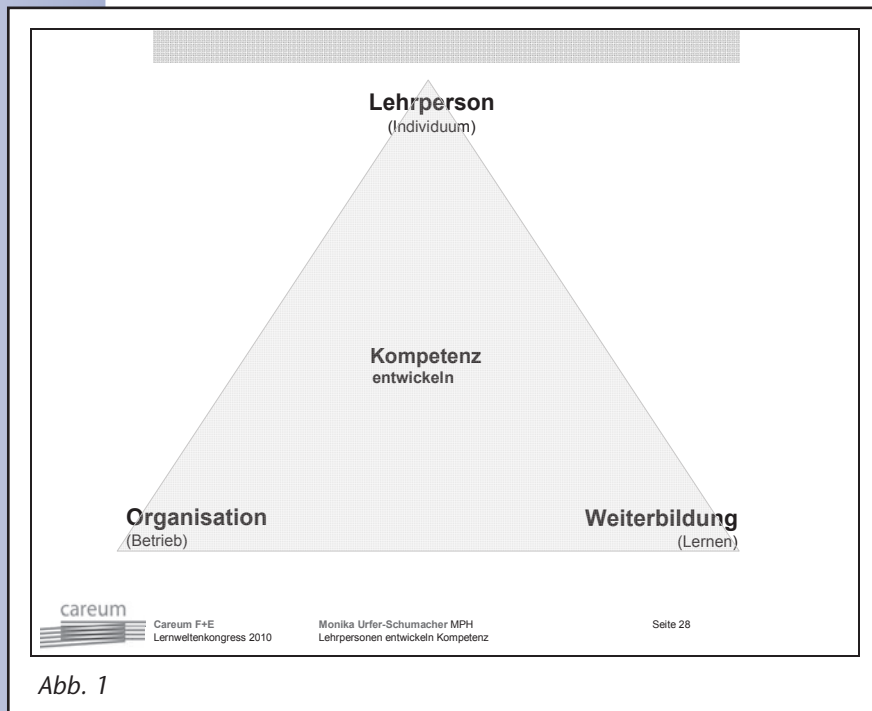 Lehrperson
(Individuum)
Kompetenz
entwickeln
Organisation
(Betrieb)
Weiterbildung
(Lernen)
careum
Careum F+E
Lernweltenkongress 2010
Monika Urfer-Schumacher MPH
Lehrpersonen entwickeln Kompetenz
Seite 28
Abb. 1